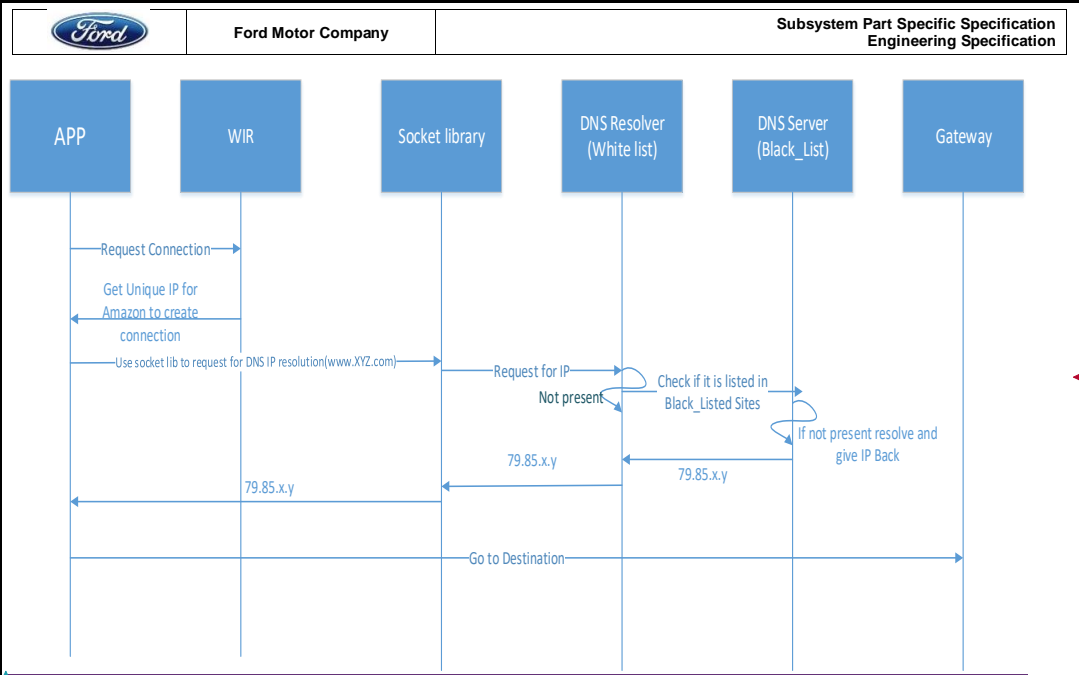 Ford
Ford Motor Company
Subsystem Part Specific Specification
Engineering Specification
APP
WIR
Socket library
DNS Resolver
(White list)
DNS Server
(Black_List)
Gateway
Request Connection
Get Unique IP for
Amazon to create
connection
Use socket lib to request for DNS IP resolution(www.XYZ.com)
Request for IP
Not present
Check if it is listed in
Black_Listed Sites
If not present resolve and
give IP Back
79.85.x.y
79.85.x.y
79.85.x.y
Go to Destination